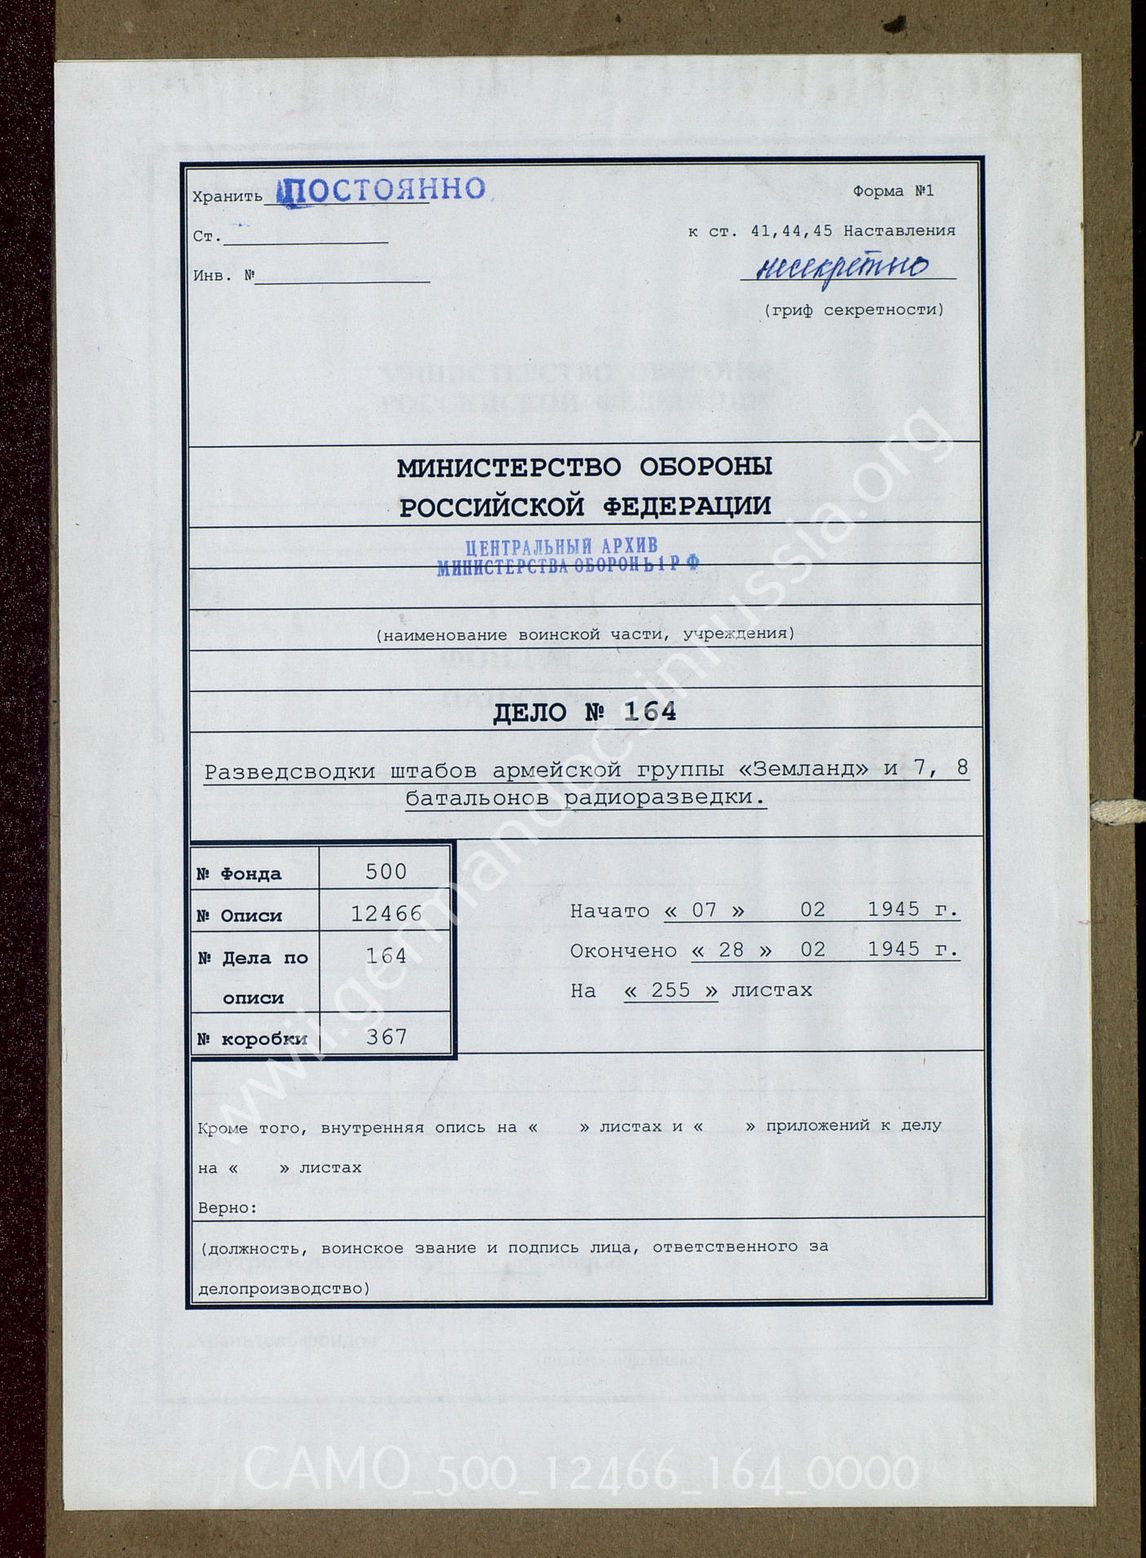 Хранить ПОСТОЯННО
Форма №1
Ст.
к ст. 41,44,45 Наставления
Инв. №
несекретно
(гриф секретности)
МИНИСТЕРСТВО ОБОРОНЫ
РОССИЙСКОЙ ФЕДЕРАЦИИ
ЦЕНТРАЛЬНЫЙ АРХИВ
МИНИСТЕРСТВА ОБОРОНЫ РФ
(наименование воинской части, учреждения)
ДЕЛО № 164
Разведсводки штабов армейской группы «Земланд» и 7, 8
батальонов радиоразведки.
№ Фонда 500
№ Описи 12466
№ Дела по 164
описи
№ коробки 367
Начато « 07 » 02 1945 г.
Окончено « 28 » 02 1945 г.
На « 255 » листах
Кроме того, внутренняя опись на « » листах и « » приложений к делу
на « » листах
Верно:
(должность, воинское звание и подпись лица, ответственного за
делопроизводство)
wwii.germandocsinrussia.org
CAMO_500_12466_164_0000